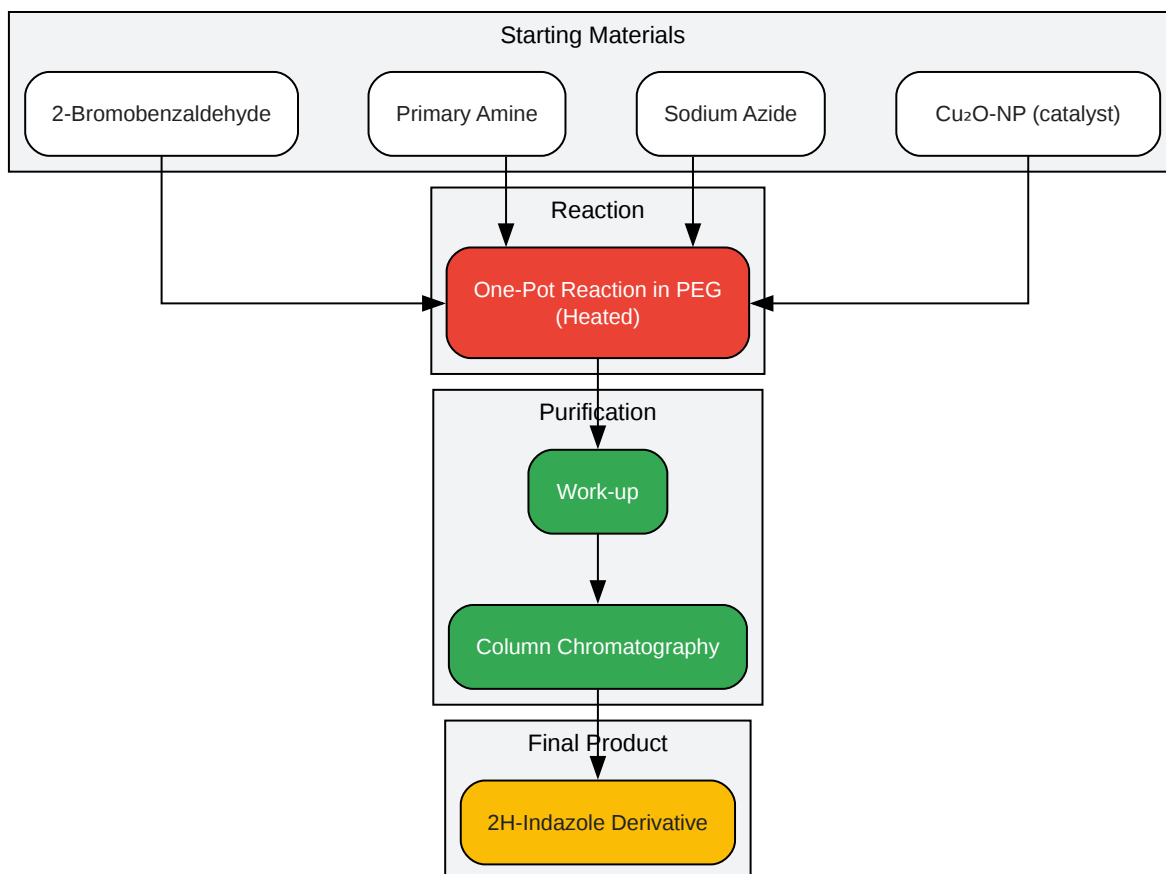 Starting Materials
2-Bromobenzaldehyde
Primary Amine
Sodium Azide
Cu₂O-NP (catalyst)
Reaction
One-Pot Reaction in PEG
(Heated)
Purification
Work-up
Column Chromatography
Final Product
2H-Indazole Derivative